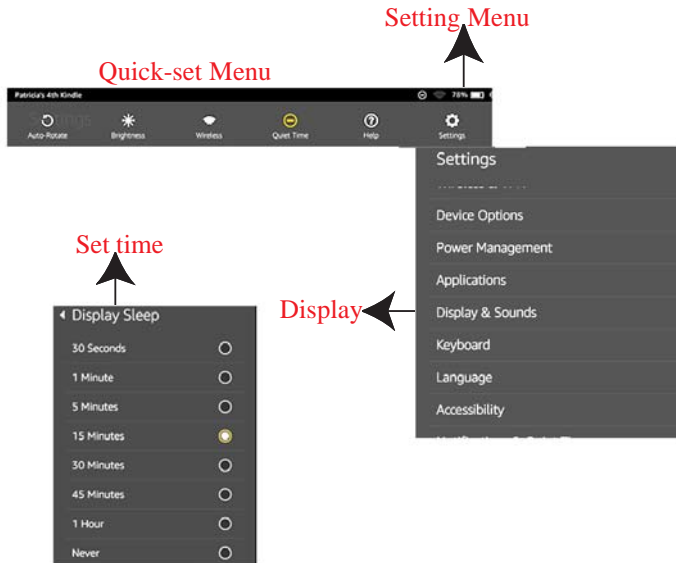 Setting Menu
Quick-set Menu
Patricia's 4th Kindle 78%
Settings
Auto-Rotate Brightness Wireless Quiet Time Help Settings
Settings
Device Options
Power Management
Applications
Display & Sounds
Keyboard
Language
Accessibility
Set time
Display
Display Sleep
30 Seconds
1 Minute
5 Minutes
15 Minutes
30 Minutes
45 Minutes
1 Hour
Never